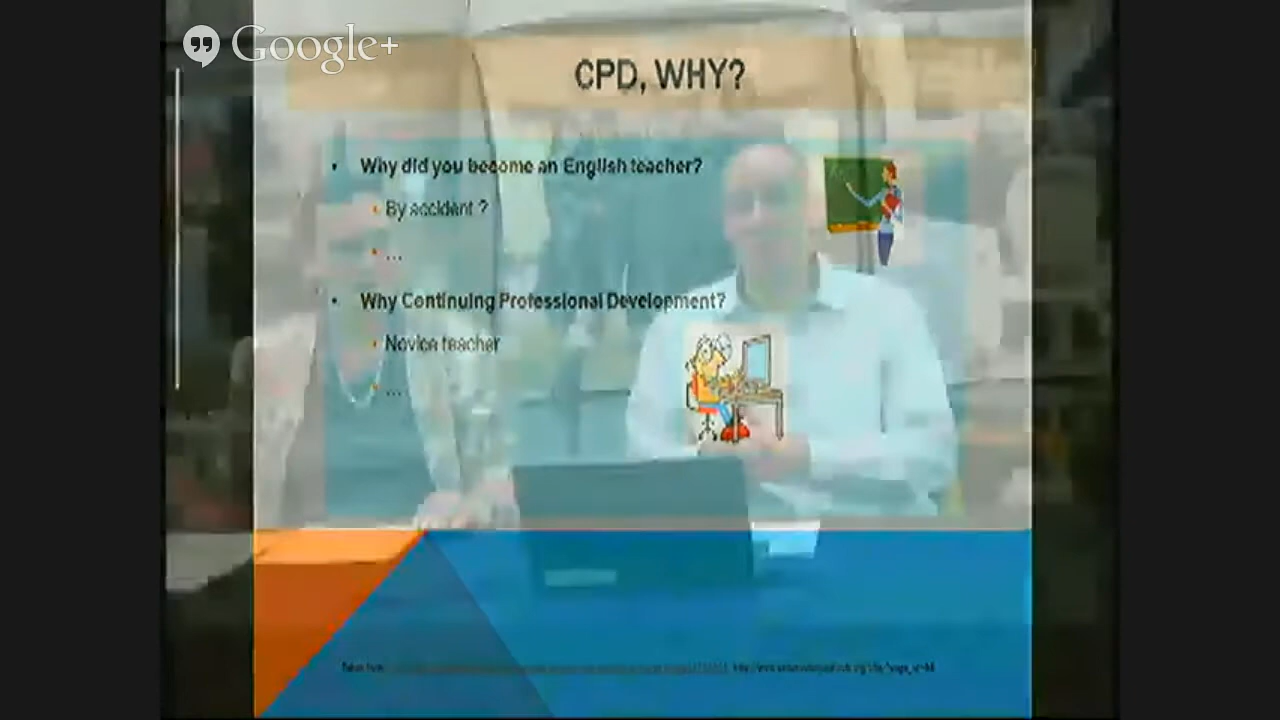 Google+
CPD, WHY?
• Why did you become an English teacher?
• By accident ?
• ...
• Why Continuing Professional Development?
• Novice teacher
• ...